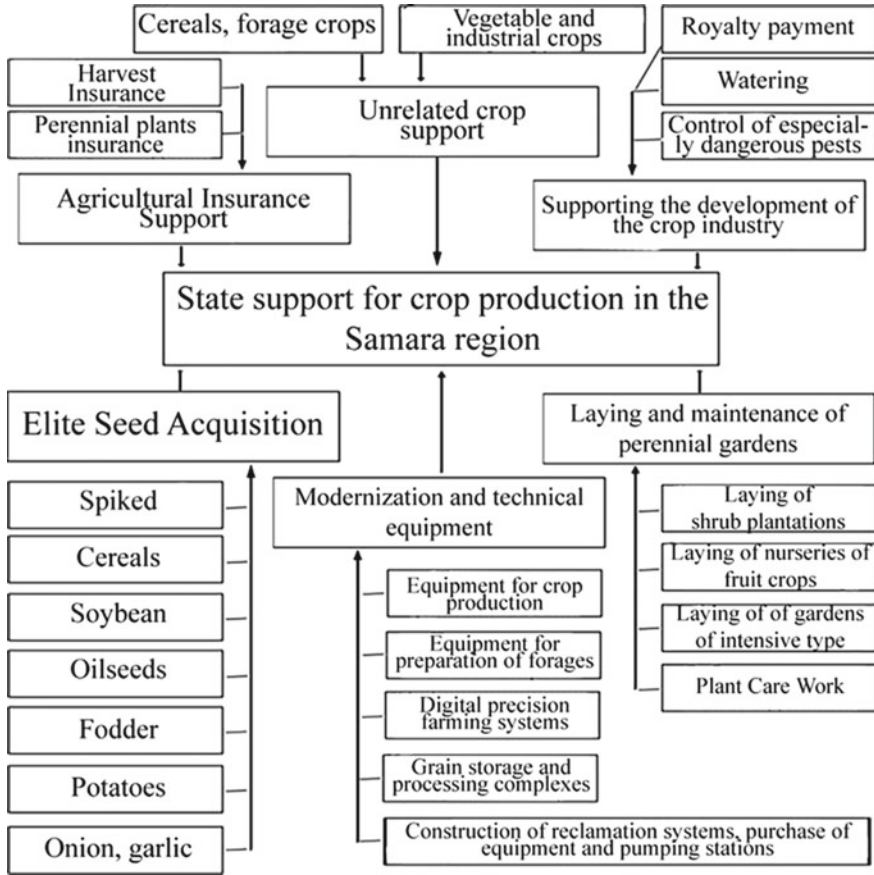 Cereals, forage crops
Vegetable and
industrial crops
Royalty payment
Harvest
Insurance
Perennial plants
insurance
Unrelated crop
support
Watering
Control of especial-
ly dangerous pests
Agricultural Insurance
Support
Supporting the development of
the crop industry
State support for crop production in the
Samara region
Elite Seed Acquisition
Laying and maintenance of
perennial gardens
Spiked
Cereals
Soybean
Oilseeds
Fodder
Potatoes
Onion, garlic
Modernization and technical
equipment
Equipment for crop
production
Equipment for
preparation of forages
Digital precision
farming systems
Grain storage and
processing complexes
Construction of reclamation systems, purchase of
equipment and pumping stations
Laying of
shrub plantations
Laying of nurseries of
fruit crops
Laying of of gardens
of intensive type
Plant Care Work